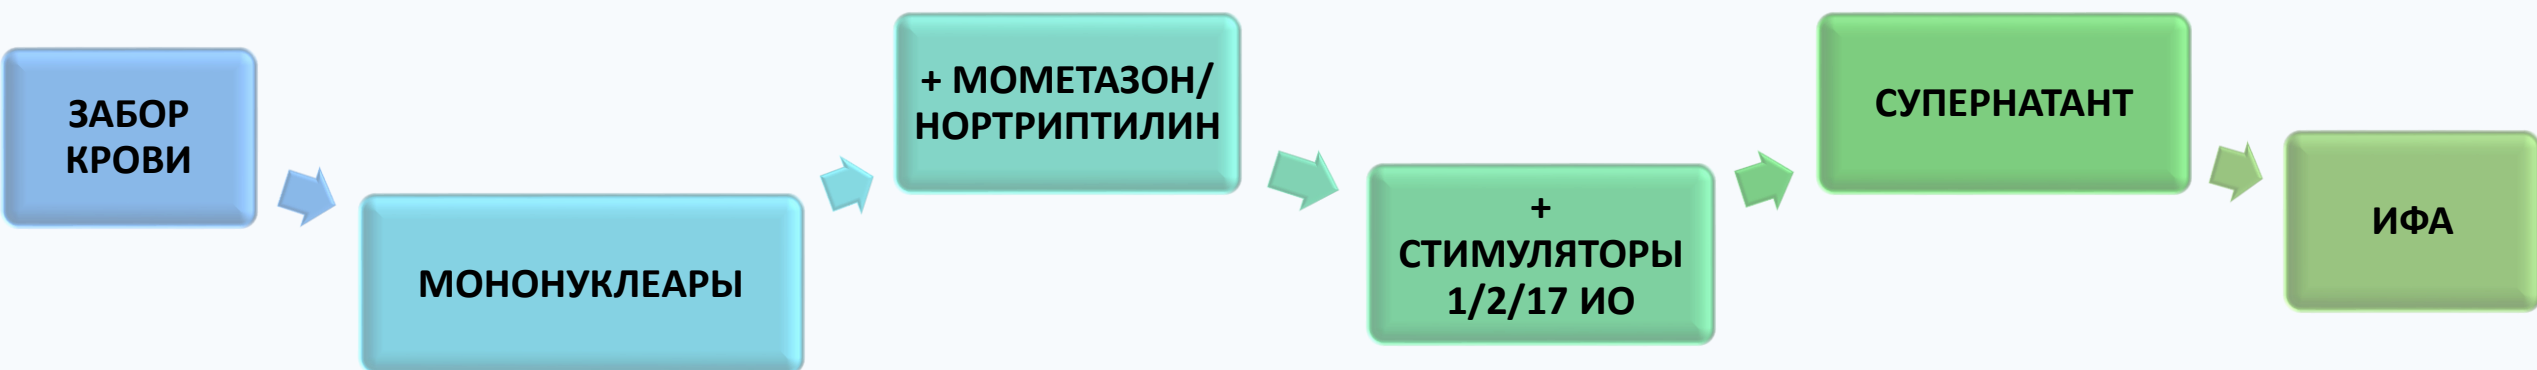 ЗАБОР
КРОВИ
МОНОНУКЛЕАРЫ
+ МОМЕТАЗОН/
НОРТРИПТИЛИН
+
СТИМУЛЯТОРЫ
1/2/17 ИО
СУПЕРНАТАНТ
ИФА